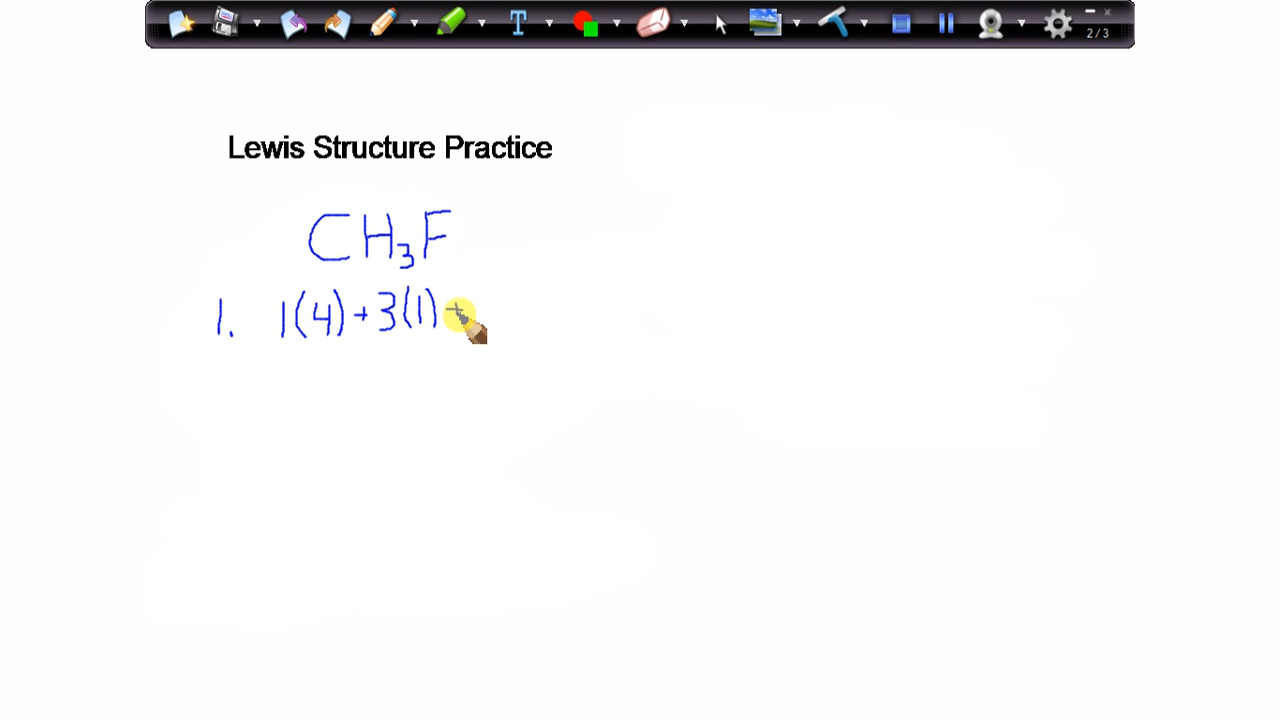 T
2/3
Lewis Structure Practice
CH₃F
1. 1(4)+3(1)+